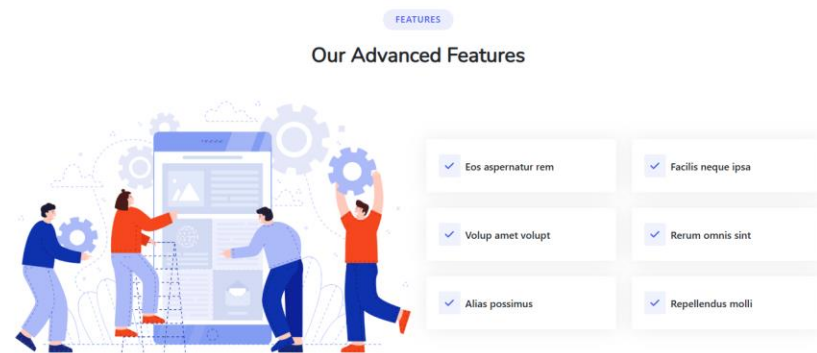 FEATURES
Our Advanced Features
Eos aspernatur rem
Facilis neque ipsa
Volup amet volupt
Rerum omnis sint
Alias possimus
Repellendus molli